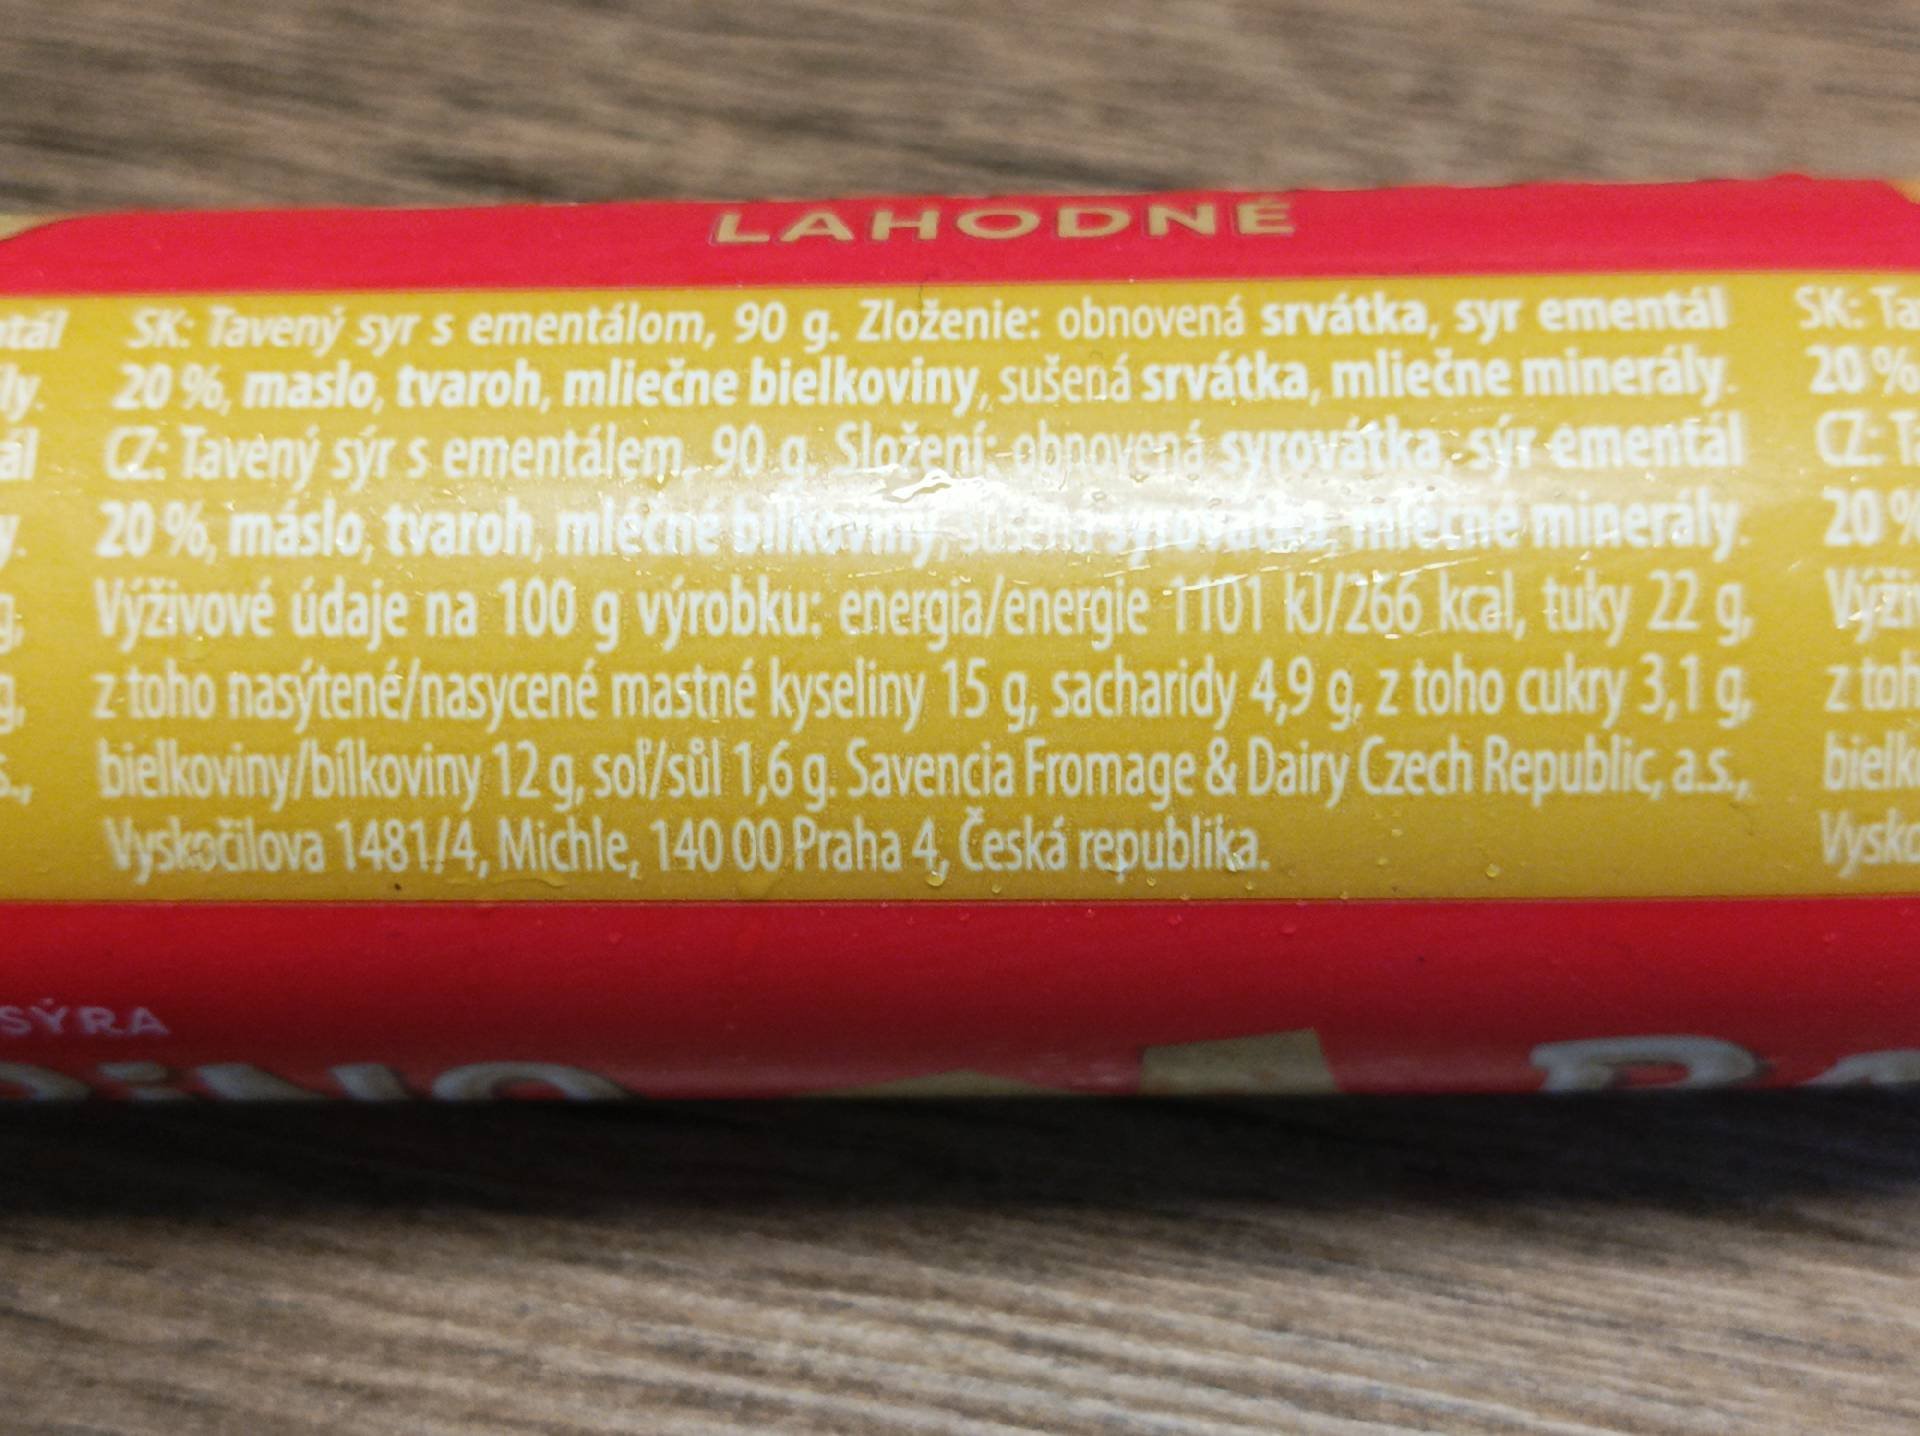 LAHODNÉ
SK: Tavený syr s ementálom, 90 g. Zloženie: obnovená srvátka, syr ementál
20 %, maslo, tvaroh, mliečne bielkoviny, sušená srvátka, mliečne minerály.
CZ: Tavený sýr s ementálem, 90 g. Složení: obnovená syrovátka, sýr ementál
20 %, máslo, tvaroh, mléčné bílkoviny, sušená syrovátka, mléčné minerály.
Výživové údaje na 100 g výrobku: energia/energie 1101 kJ/266 kcal, tuky 22 g,
z toho nasýtené/nasycené mastné kyseliny 15 g, sacharidy 4,9 g, z toho cukry 3,1 g,
bielkoviny/bílkoviny 12 g, soľ/sůl 1,6 g. Savencia Fromage & Dairy Czech Republic, a.s.,
Vyskočilova 1481/4, Michle, 140 00 Praha 4, Česká republika.
SÝRA